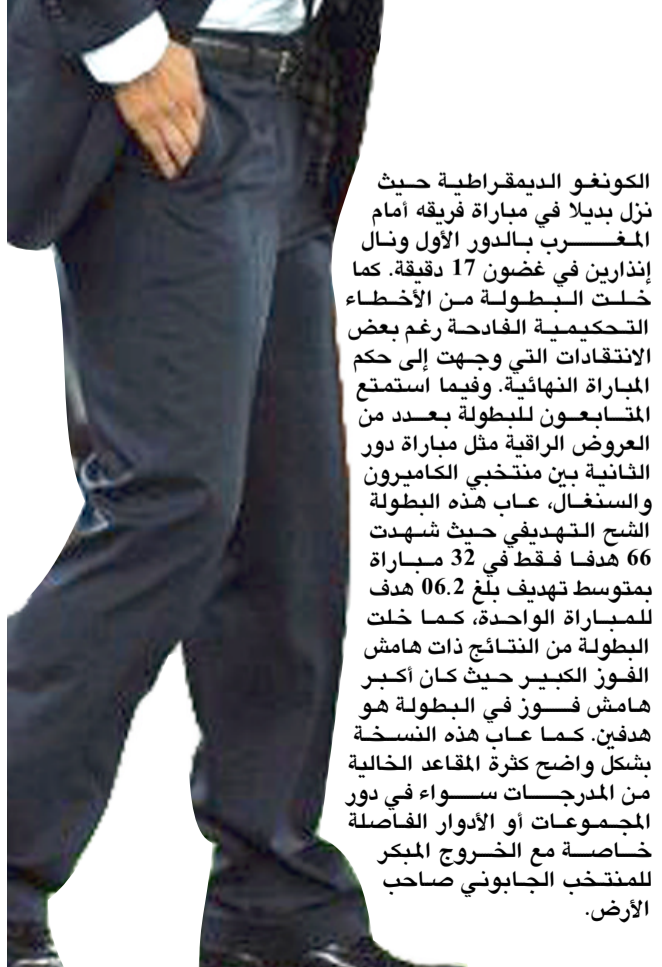 الكونغو الديمقراطية حيث
نزل بديلا في مباراة فريقه أمام
المغرب بالدور الأول ونال
إنذارين في غضون 17 دقيقة. كما
خلت البطولة من الأخطاء
التحكيمية الفادحة رغم بعض
الانتقادات التي وجهت إلى حكم
المباراة النهائية. وفيما استمتع
المتابعون للبطولة بعدد من
العروض الراقية مثل مباراة دور
الثانية بين منتخبي الكاميرون
والسنغال، عاب هذه البطولة
الشح التهديفي حيث شهدت
66 هدفا فقط في 32 مباراة
بمتوسط تهديف بلغ 06.2 هدف
للمباراة الواحدة، كما خلت
البطولة من النتائج ذات هامش
الفوز الكبير حيث كان أكبر
هامش فوز في البطولة هو
هدفين. كما عاب هذه النسخة
بشكل واضح كثرة المقاعد الخالية
من المدرجات سواء في دور
المجموعات أو الأدوار الفاصلة
خاصة مع الخروج المبكر
للمنتخب الجابوني صاحب
الأرض.